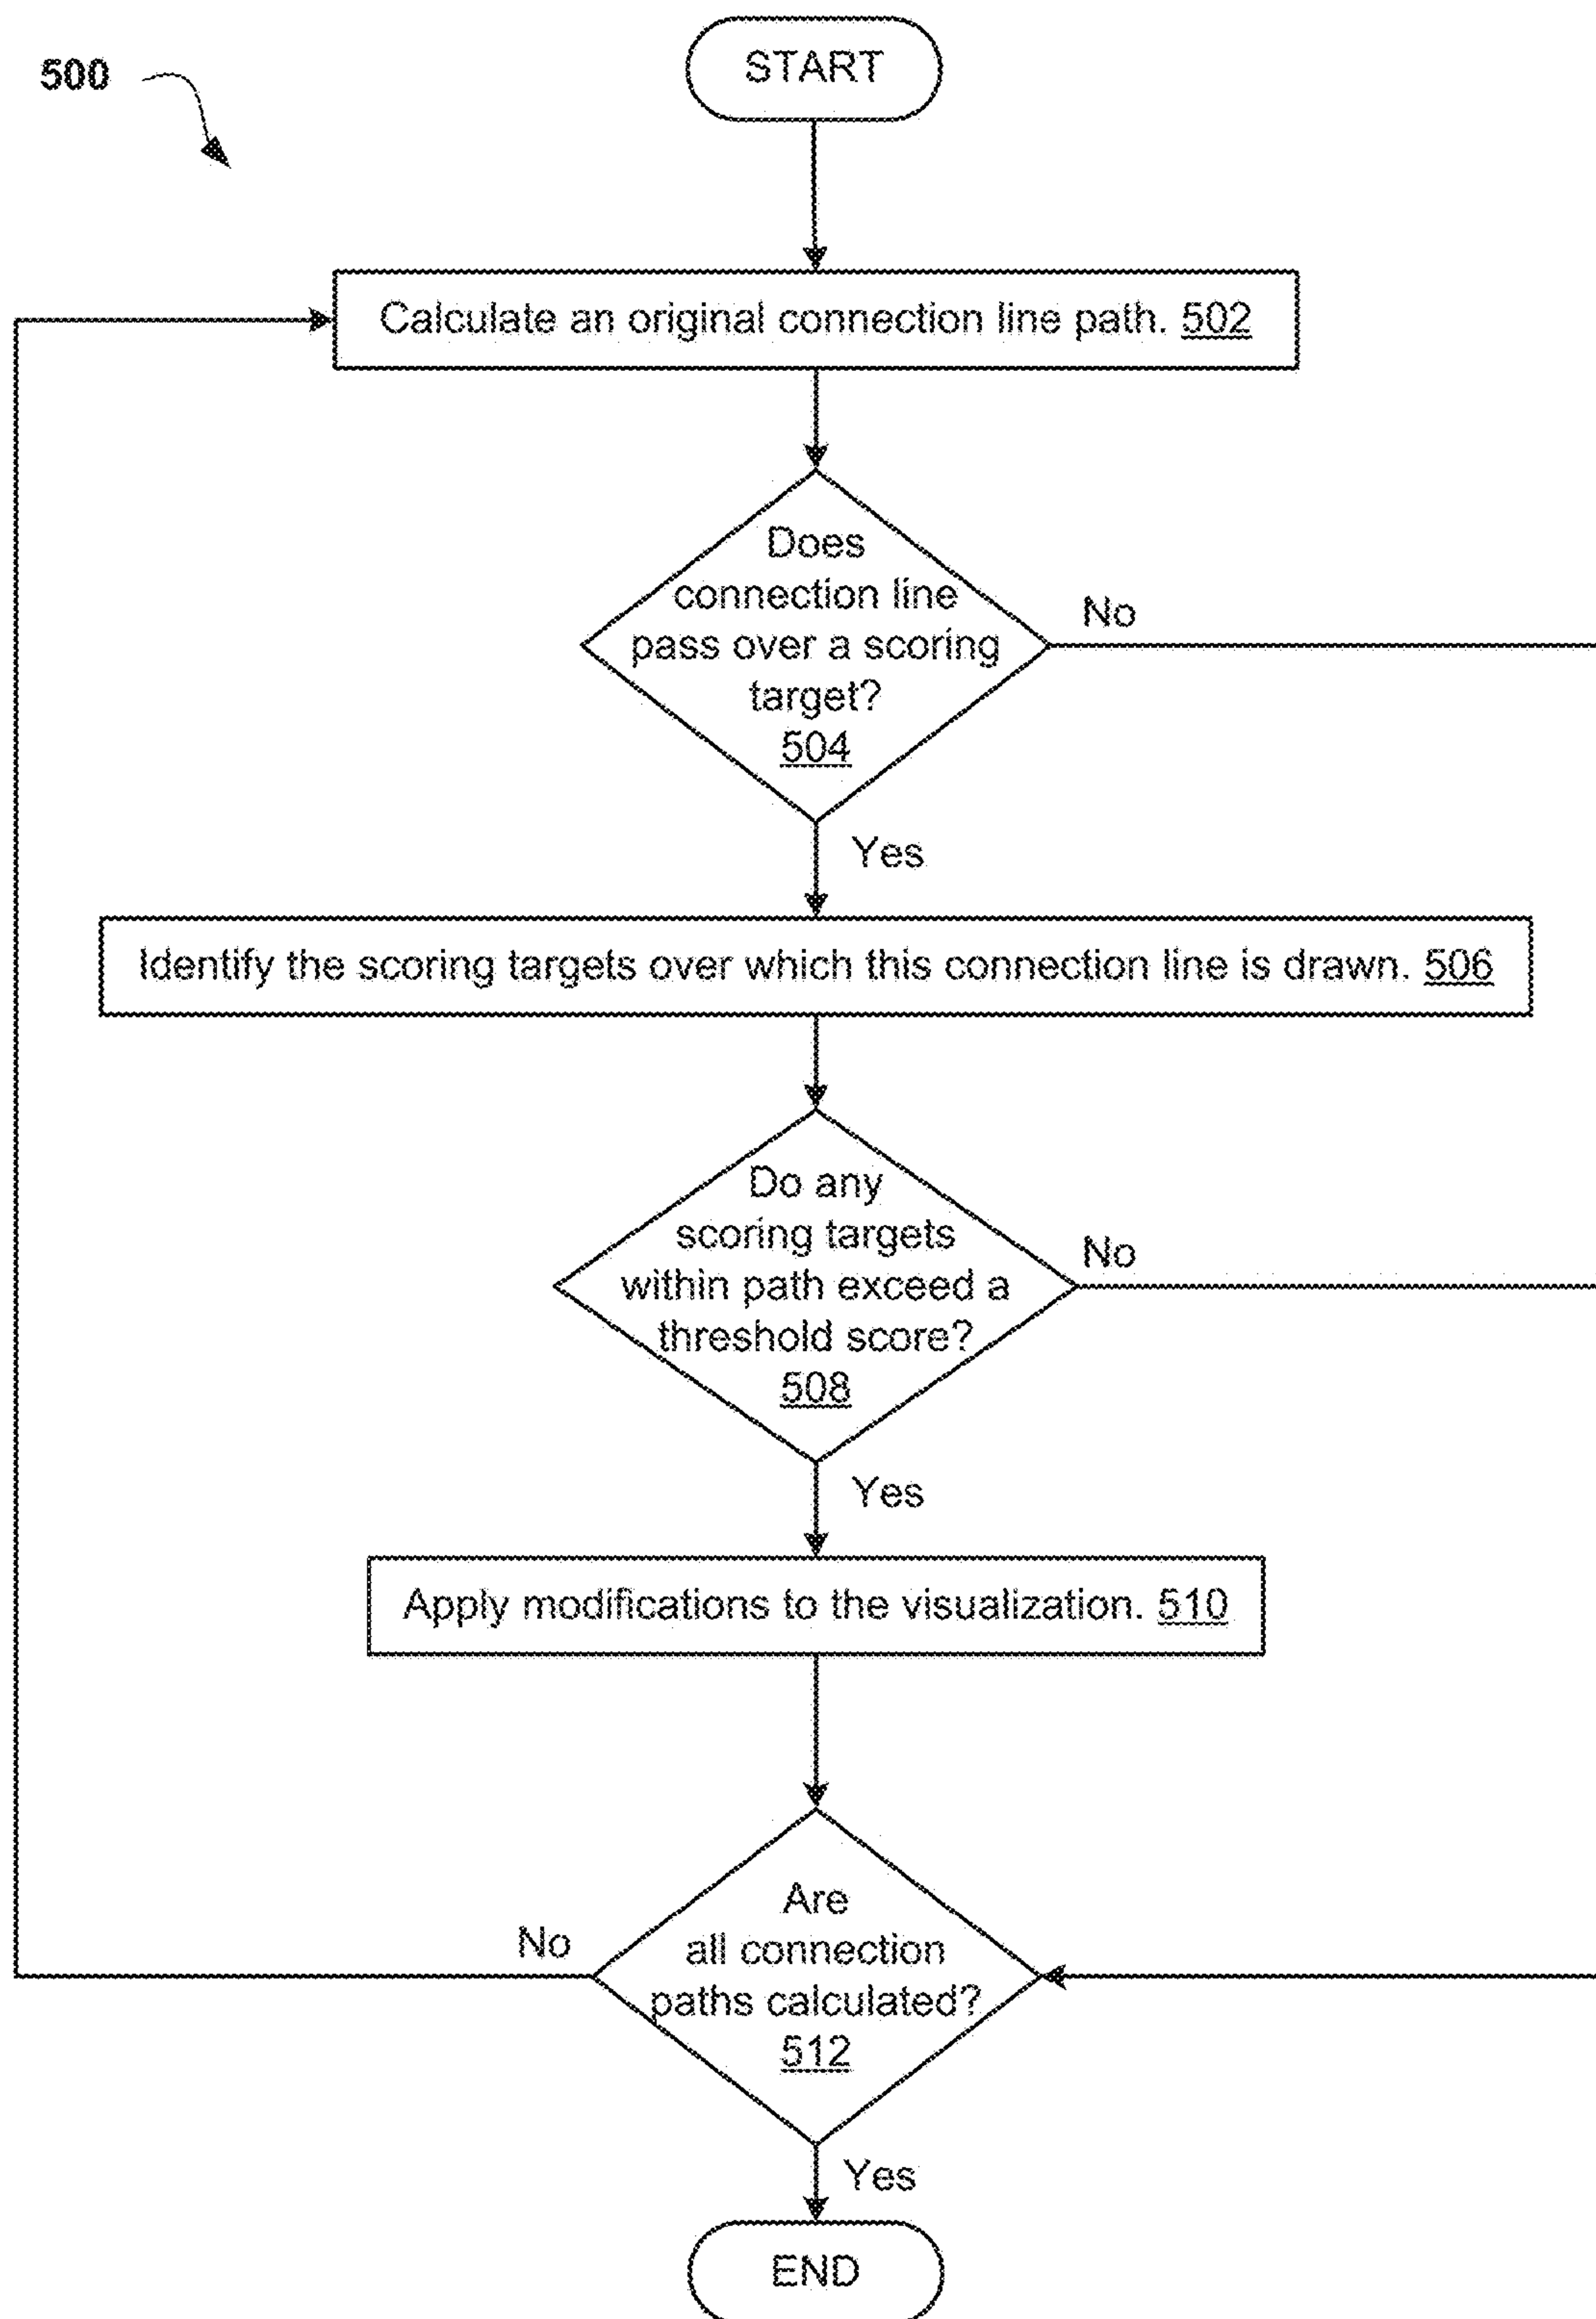 500
START
Calculate an original connection line path. 502
Does
connection line
pass over a scoring
target?
504
No
Yes
Identify the scoring targets over which this connection line is drawn. 506
Do any
scoring targets
within path exceed a
threshold score?
508
No
Yes
Apply modifications to the visualization. 510
Are
all connection
paths calculated?
512
No
Yes
END